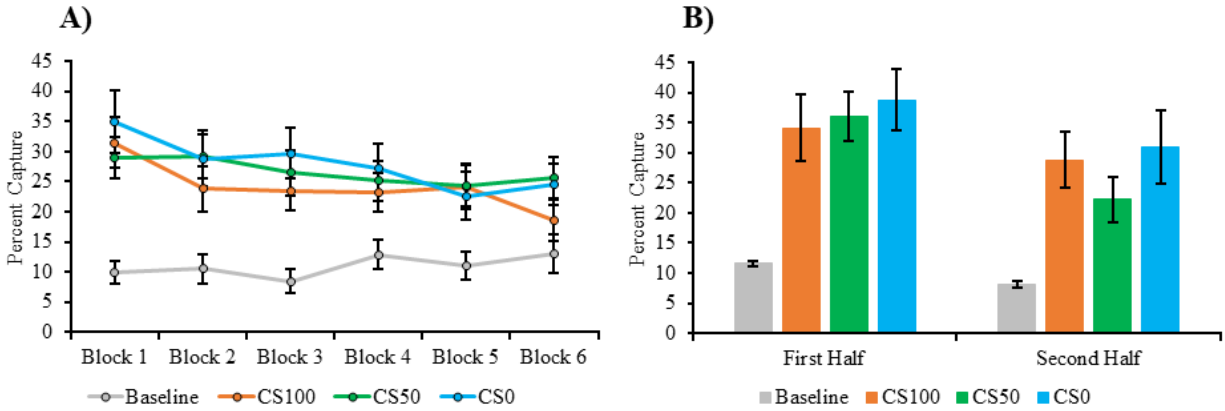 A)
Percent Capture
45
40
35
30
25
20
15
10
5
0
Block 1 Block 2 Block 3 Block 4 Block 5 Block 6
Baseline CS100 CS50 CS0
B)
Percent Capture
45
40
35
30
25
20
15
10
5
0
First Half Second Half
Baseline CS100 CS50 CS0